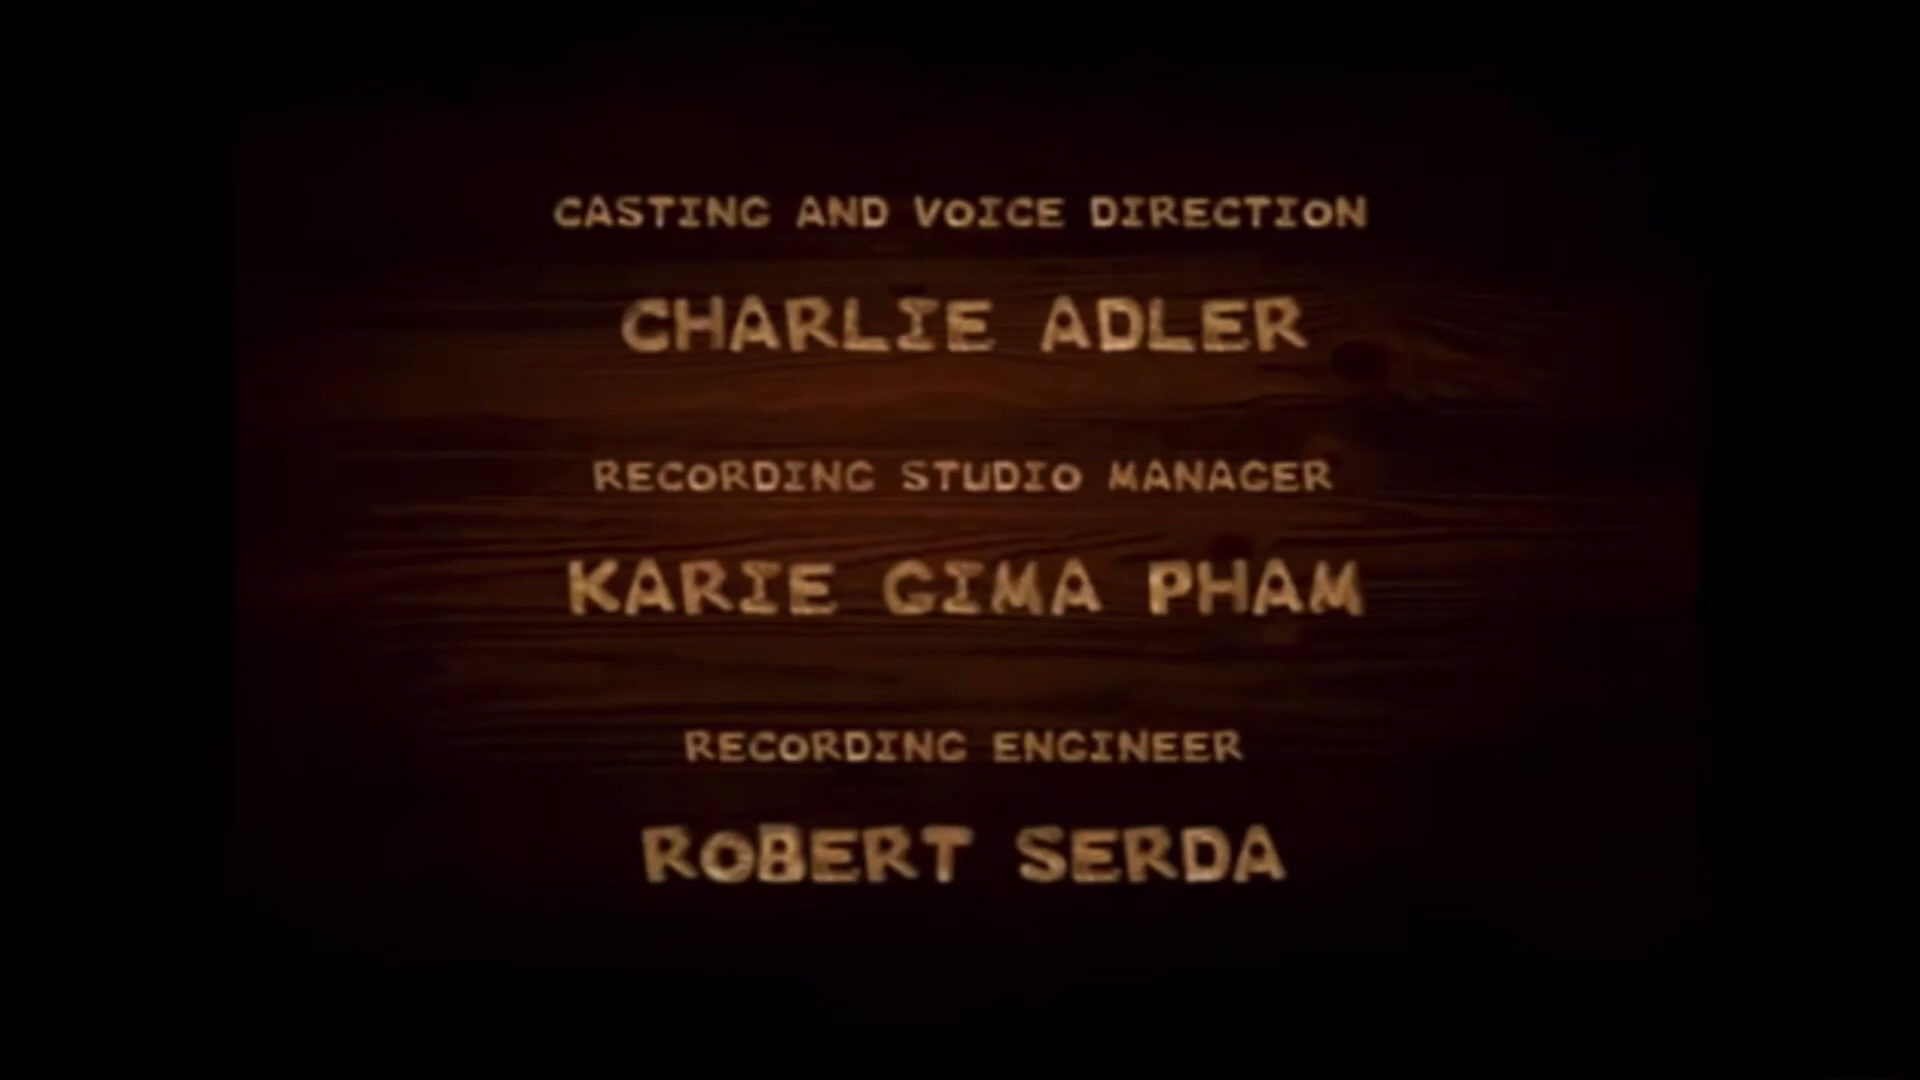 CASTING AND VOICE DIRECTION
CHARLIE ADLER
RECORDING STUDIO MANAGER
KARIE GIMA PHAM
RECORDING ENGINEER
ROBERT SERDA